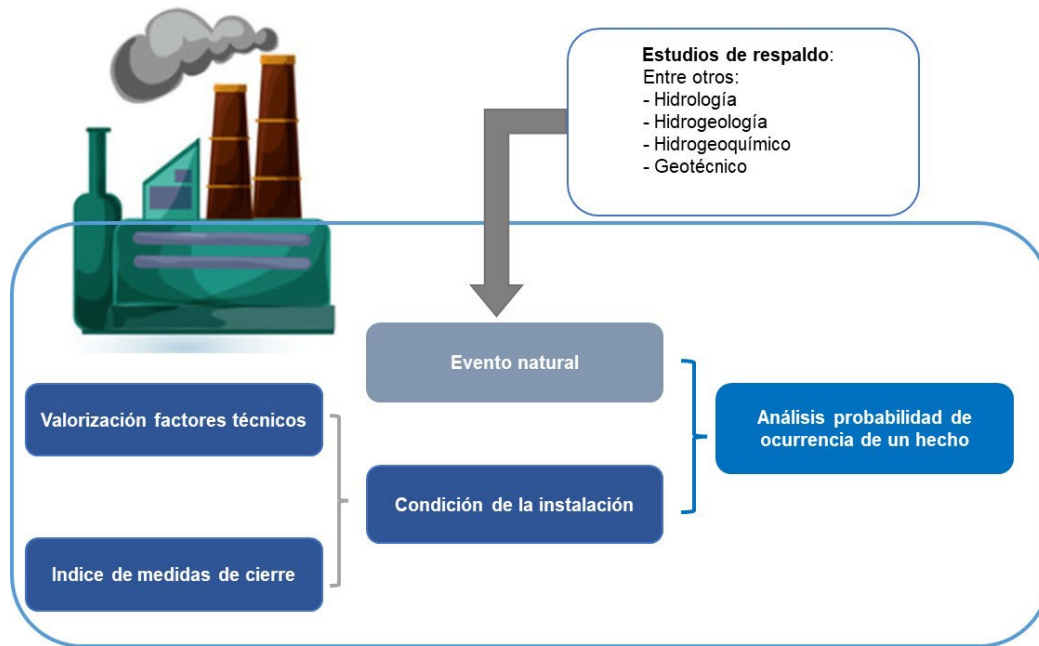 Estudios de respaldo:
Entre otros:
- Hidrología
- Hidrogeología
- Hidrogeoquímico
- Geotécnico
Evento natural
Valorización factores técnicos
Análisis probabilidad de
ocurrencia de un hecho
Condición de la instalación
Indice de medidas de cierre